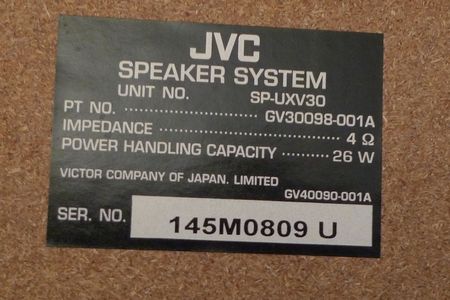 JVC
SPEAKER SYSTEM
UNIT NO. SP-UXV30
PT NO. .......................... GV30098-001A
IMPEDANCE ............................. 4 Ω
POWER HANDLING CAPACITY ........... 26 W
VICTOR COMPANY OF JAPAN. LIMITED
GV40090-001A
SER. NO. 145M0809 U